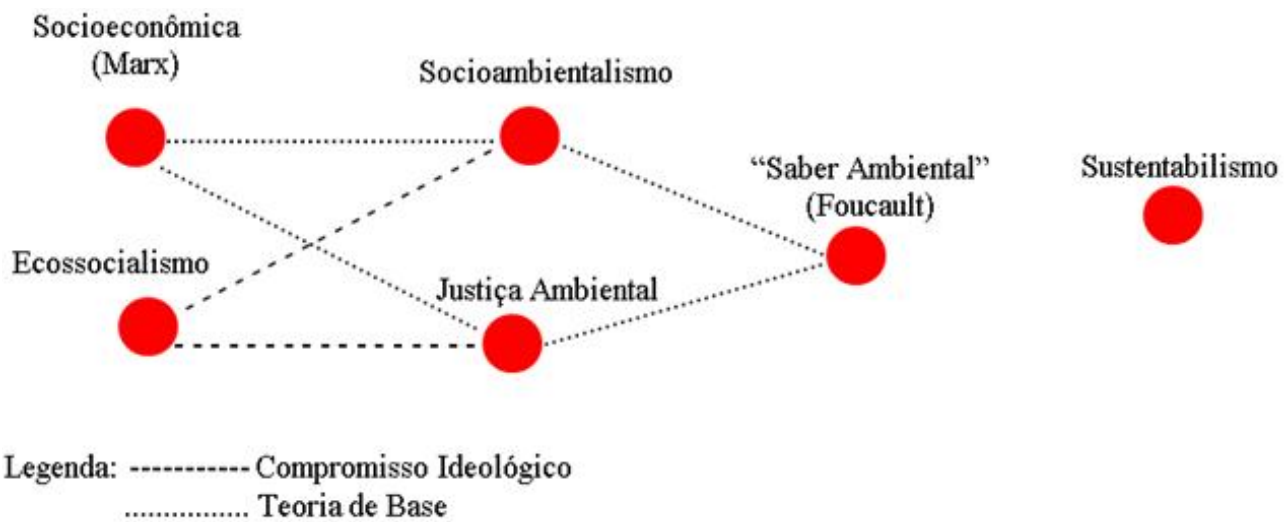 Socioeconômica
(Marx)
Socioambientalismo
“Saber Ambiental”
(Foucault)
Sustentabilismo
Ecossocialismo
Justiça Ambiental
Legenda: ----------- Compromisso Ideológico
................ Teoria de Base